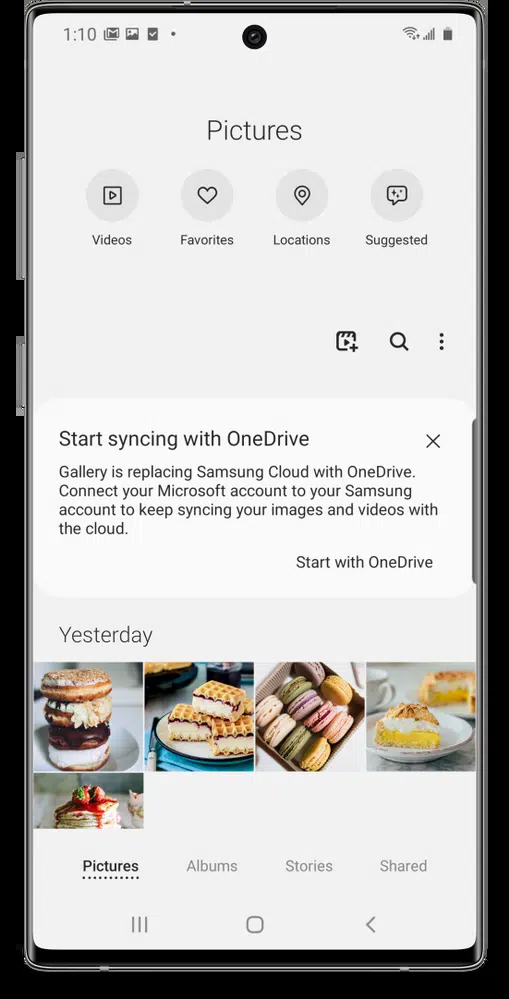 1:10
Pictures
Videos
Favorites
Locations
Suggested
Start syncing with OneDrive
Gallery is replacing Samsung Cloud with OneDrive.
Connect your Microsoft account to your Samsung
account to keep syncing your images and videos with
the cloud.
Start with OneDrive
Yesterday
Pictures
Albums
Stories
Shared